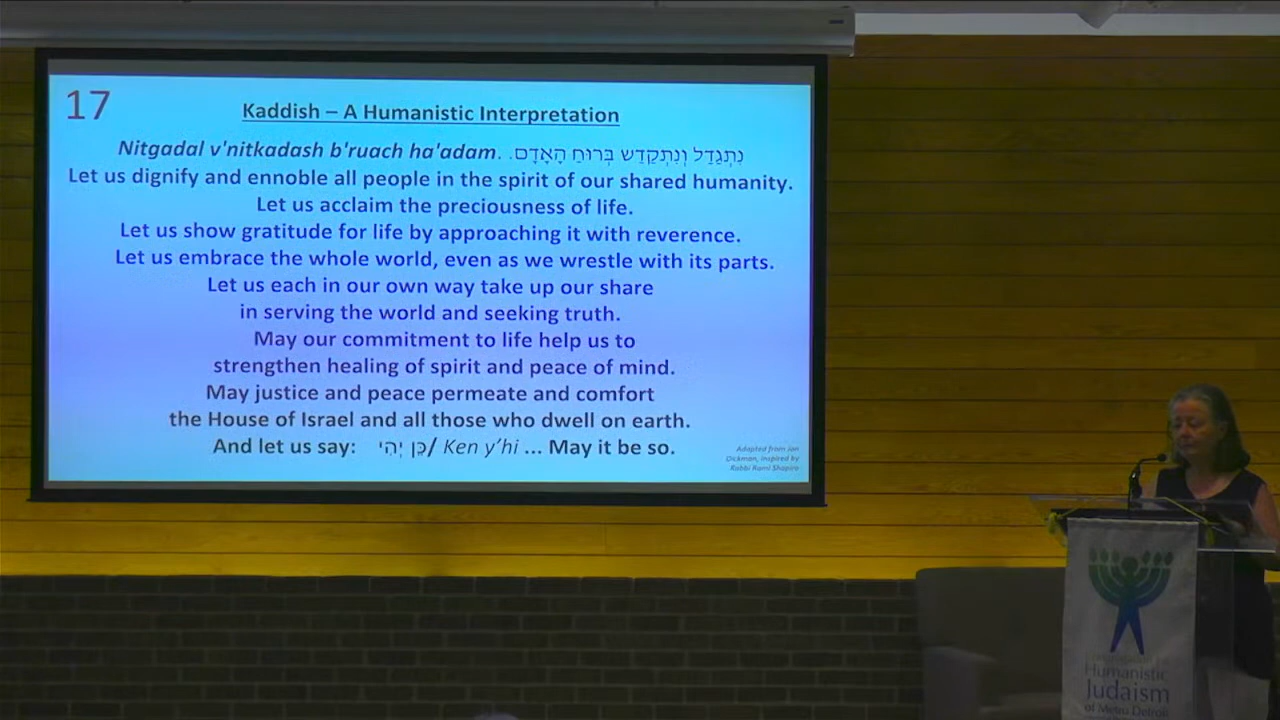 17
Kaddish – A Humanistic Interpretation
Nitgadal v'nitkadash b'ruach ha'adam. .נִתְגַּדַל וְנִתְקַדַשׁ בְּרוּחַ הָאָדָם
Let us dignify and ennoble all people in the spirit of our shared humanity.
Let us acclaim the preciousness of life.
Let us show gratitude for life by approaching it with reverence.
Let us embrace the whole world, even as we wrestle with its parts.
Let us each in our own way take up our share
in serving the world and seeking truth.
May our commitment to life help us to
strengthen healing of spirit and peace of mind.
May justice and peace permeate and comfort
the House of Israel and all those who dwell on earth.
And let us say: כֵּן יְהִי/ Ken y’hi ... May it be so.
Adapted from Jan
Dickman, inspired by
Rabbi Rami Shapiro
Humanistic
Judaism
of Metro Detroit